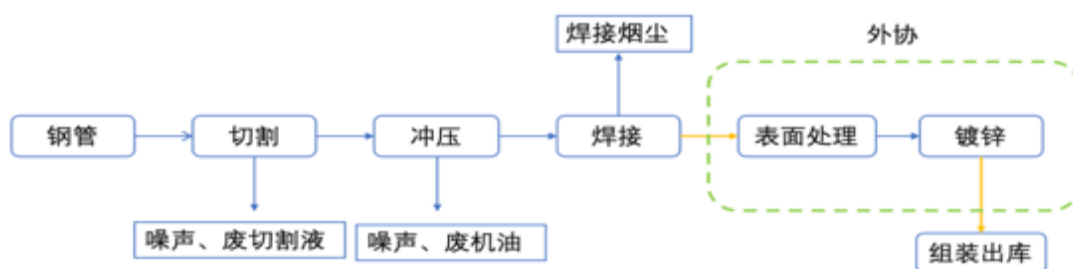 焊接烟尘
外协
钢管
切割
冲压
焊接
表面处理
镀锌
噪声、废切割液
噪声、废机油
组装出库